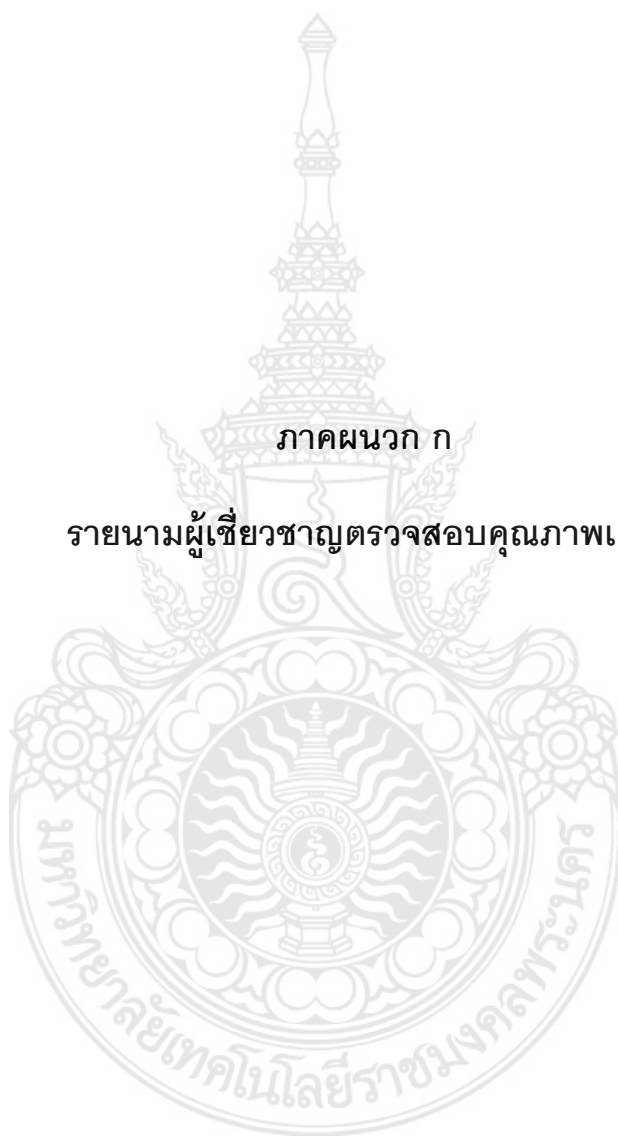 ภาคผนวก ก
รายนามผู้เชี่ยวชาญตรวจสอบคุณภาพเ
มหาวิทยาลัยเทคโนโลยีราชมงคลพระนคร